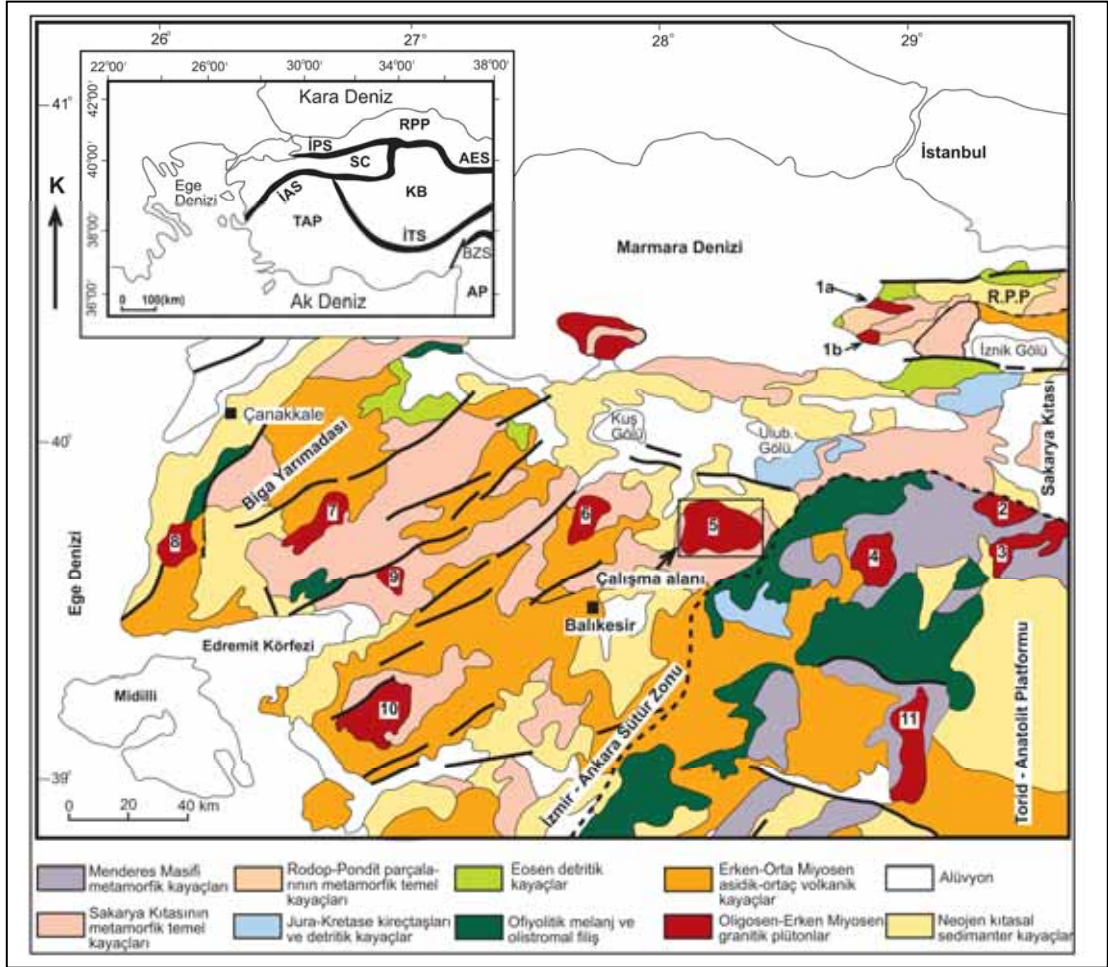 26°
27°
28°
29°
22°00'
26°00'
30°00'
34°00'
38°00'
42°00'
40°00'
38°00'
36°00'
Kara Deniz
RPP
İPS
SC
AES
İAS
KB
Ege
Denizi
TAP
İTS
BZS
AP
Ak Deniz
0 100(km)
41°
40°
39°
K
İstanbul
Marmara Denizi
1a
R.P.P
1b
İznik Gölü
Sakarya Kıtası
Çanakkale
Kuş
Gölü
Ulub.
Gölü
Biga Yarımadası
7
6
5
2
8
4
3
9
Çalışma alanı
Ege Denizi
Balıkesir
Edremit Körfezi
Midilli
10
11
İzmir - Ankara Sütür Zonu
Torid - Anatolit Platformu
0 20 40 km
Menderes Masifi
metamorfik kayaçları
Rodop-Pondit parçala-
rının metamorfik temel
kayaçları
Eosen detritik
kayaçlar
Erken-Orta Miyosen
asidik-ortaç volkanik
kayaçlar
Alüvyon
Sakarya Kıtasının
metamorfik temel
kayaçları
Jura-Kretase kireçtaşları
ve detritik kayaçlar
Ofiyolitik melanj ve
olistromal filiş
Oligosen-Erken Miyosen
granitik plütonlar
Neojen kıtasal
sedimanter kayaçlar